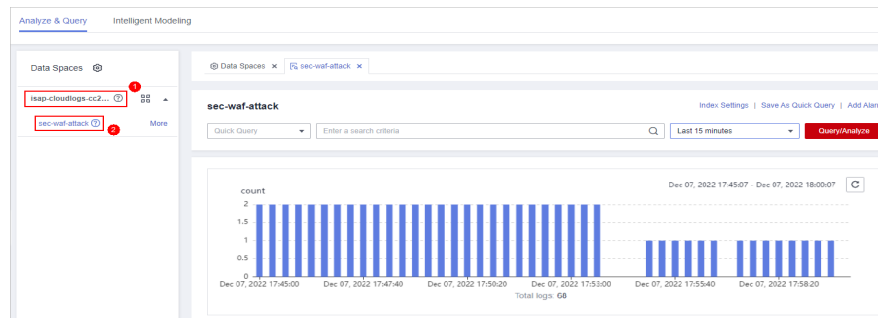 Analyze & Query Intelligent Modeling
Data Spaces
isap-cloudlogs-cc2...
1
sec-waf-attack
2
More
Data Spaces × sec-waf-attack ×
sec-waf-attack
Index Settings | Save As Quick Query | Add Alarm
Quick Query
Enter a search criteria
Last 15 minutes
Query/Analyze
Dec 07, 2022 17:45:07 - Dec 07, 2022 18:00:07
count
2
1.5
1
0.5
0
Dec 07, 2022 17:45:00 Dec 07, 2022 17:47:40 Dec 07, 2022 17:50:20 Dec 07, 2022 17:53:00 Dec 07, 2022 17:55:40 Dec 07, 2022 17:58:20
Total logs: 68